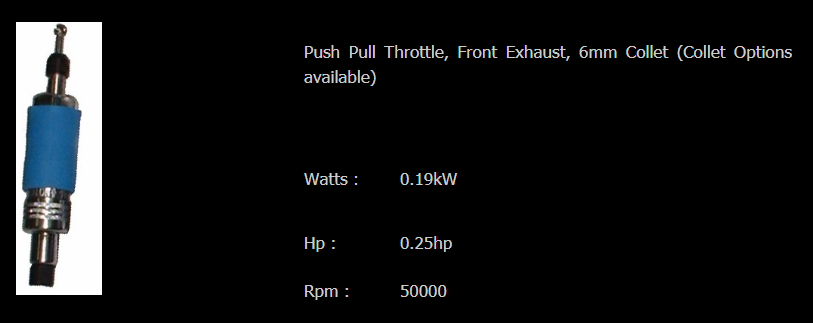 Push Pull Throttle, Front Exhaust, 6mm Collet (Collet Options
available)
Watts : 0.19kW
Hp : 0.25hp
Rpm : 50000